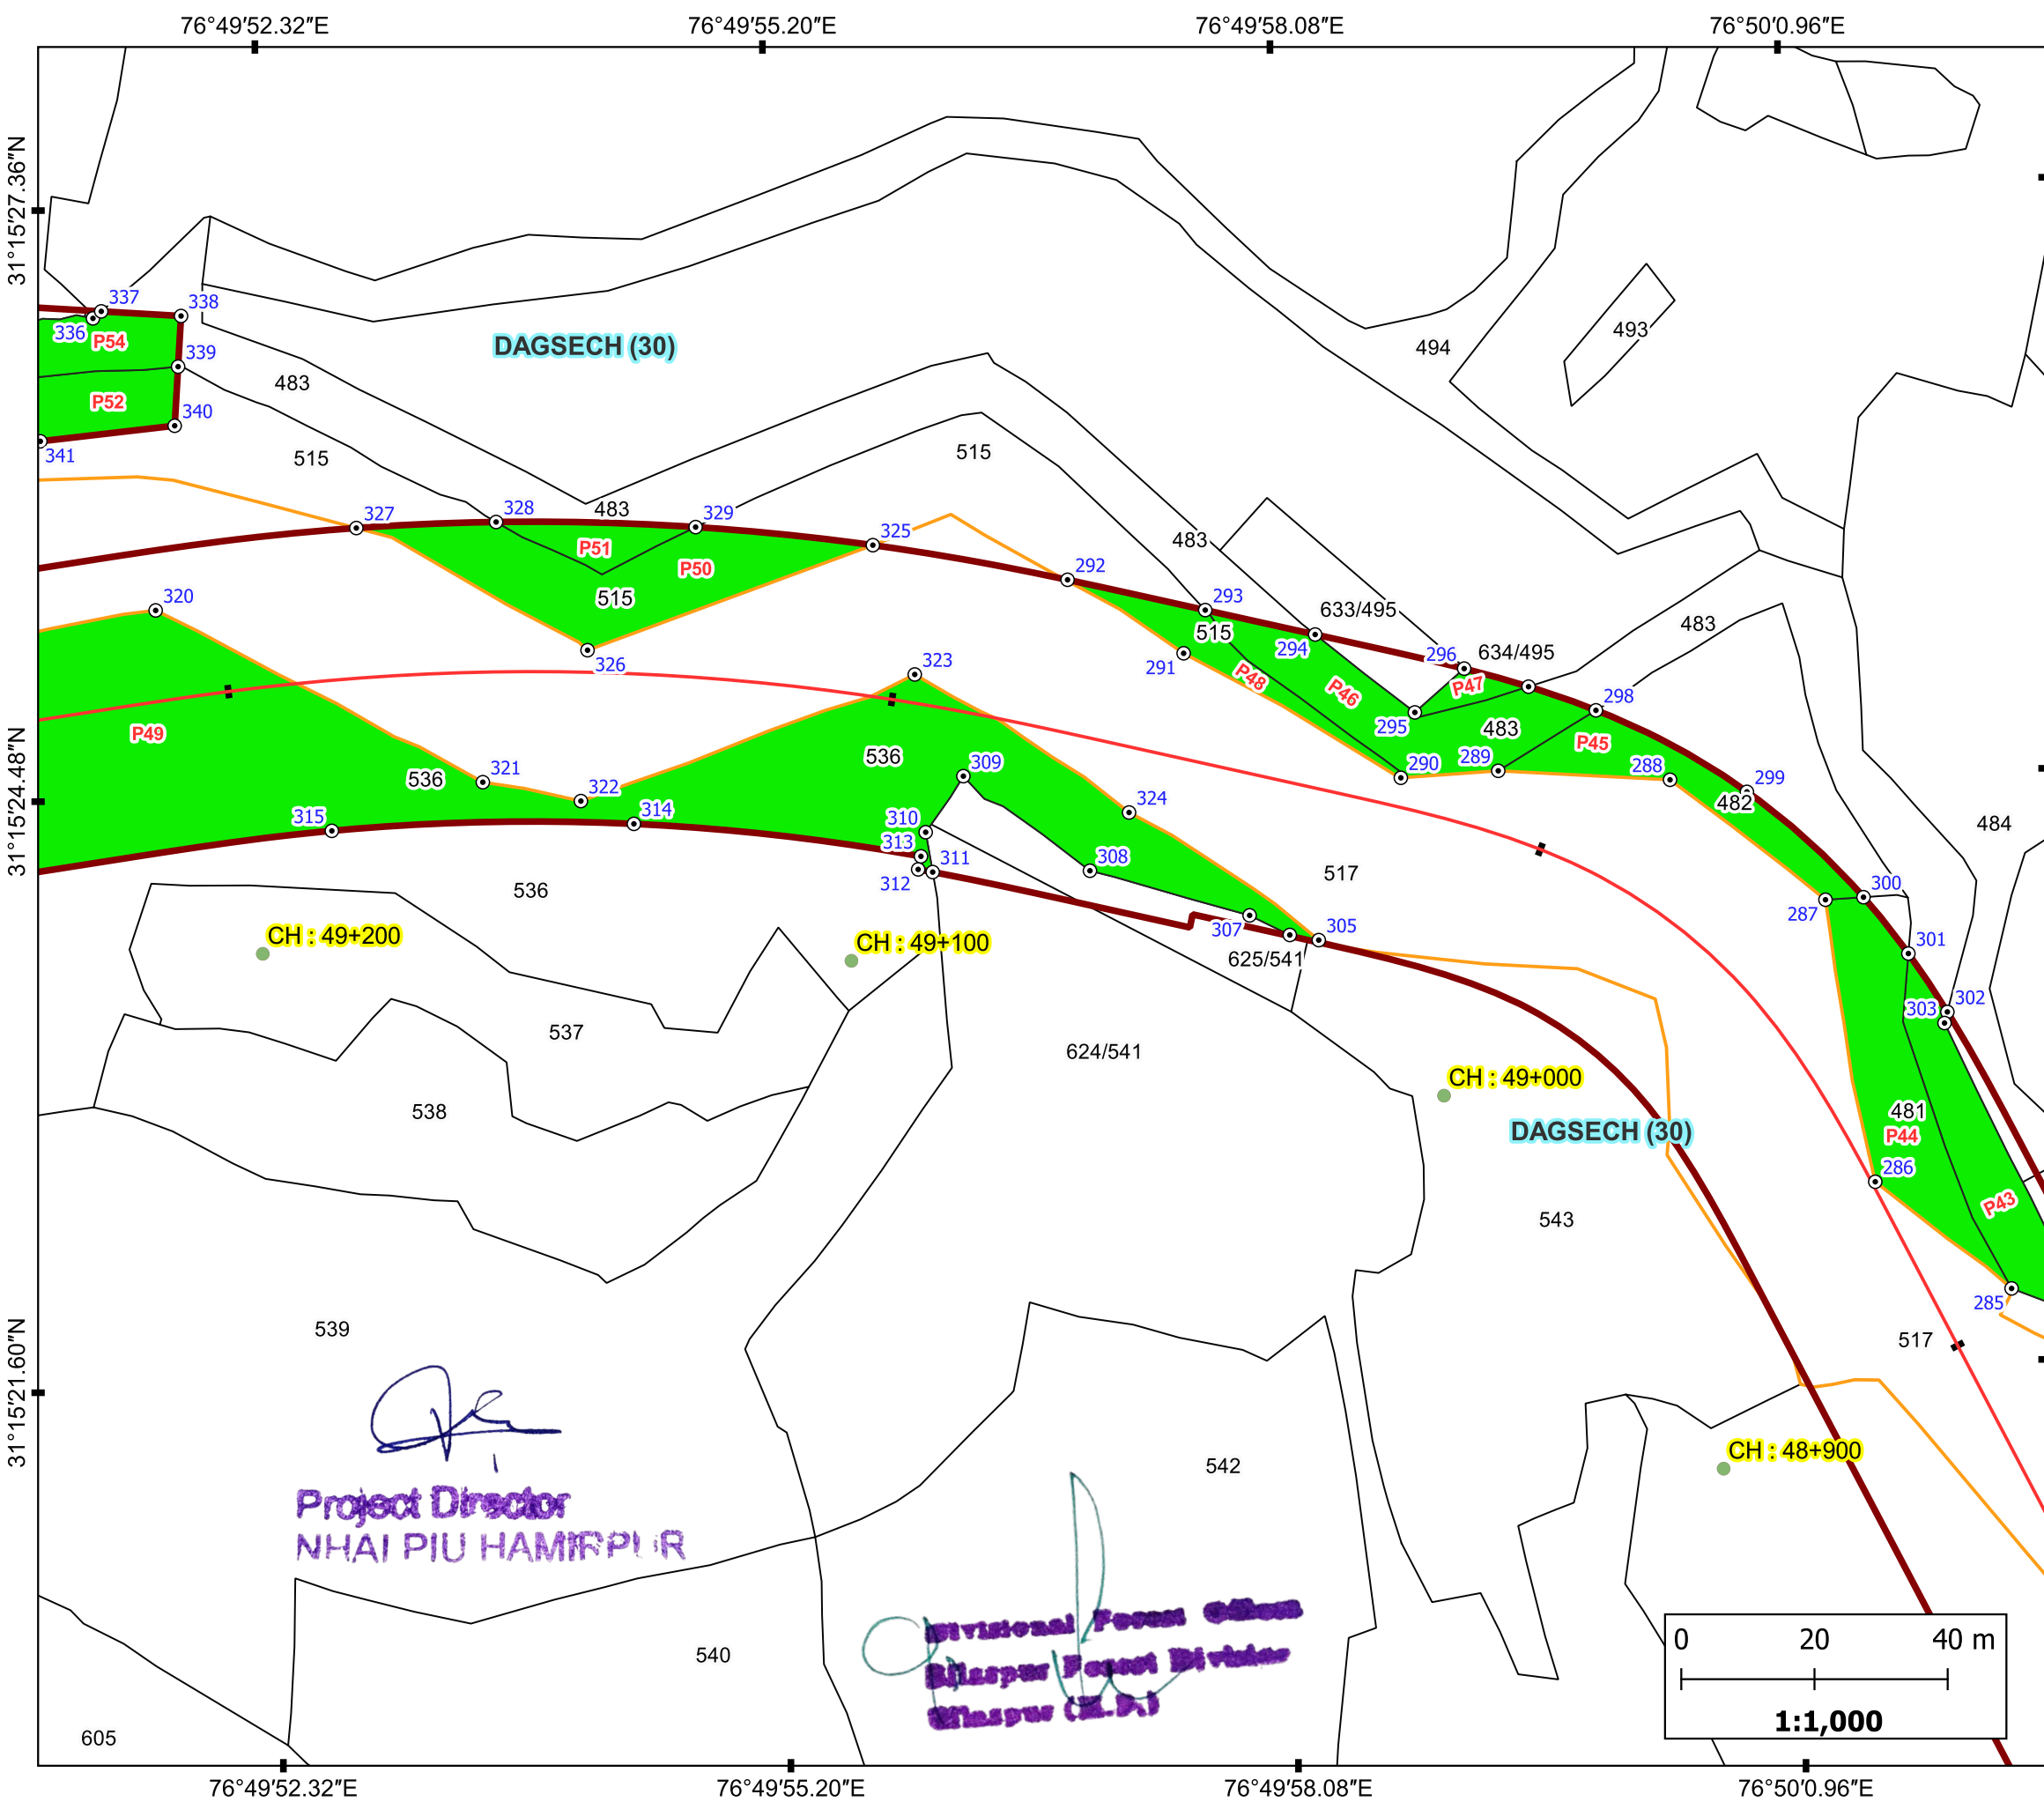 76°49′52.32″E 76°49′55.20″E 76°49′58.08″E 76°50′0.96″E
31°15′27.36″N
31°15′24.48″N
31°15′21.60″N
337
338
336
P54
339
483
DAGSECH (30)
494
493
P52
340
341
515
515
327
328
483
329
325
P51
P50
515
483
292
293
633/495
320
326
515
294
296
634/495
483
291
P48
P46
P47
323
295
298
483
P45
P49
536
536
309
290
289
288
299
482
321
322
324
315
314
310
313
311
312
308
517
484
300
287
536
307
305
301
625/541
CH : 49+200
CH : 49+100
302
303
537
624/541
CH : 49+000
538
DAGSECH (30)
481
P44
286
P43
543
285
517
539
542
CH : 48+900
Project Director
NHAI PIU HAMIRPUR
Divisional Forest
Bilaspur Forest Division
Bilaspur (H.P.)
540
605
0 20 40 m
1:1,000
76°49′52.32″E 76°49′55.20″E 76°49′58.08″E 76°50′0.96″E